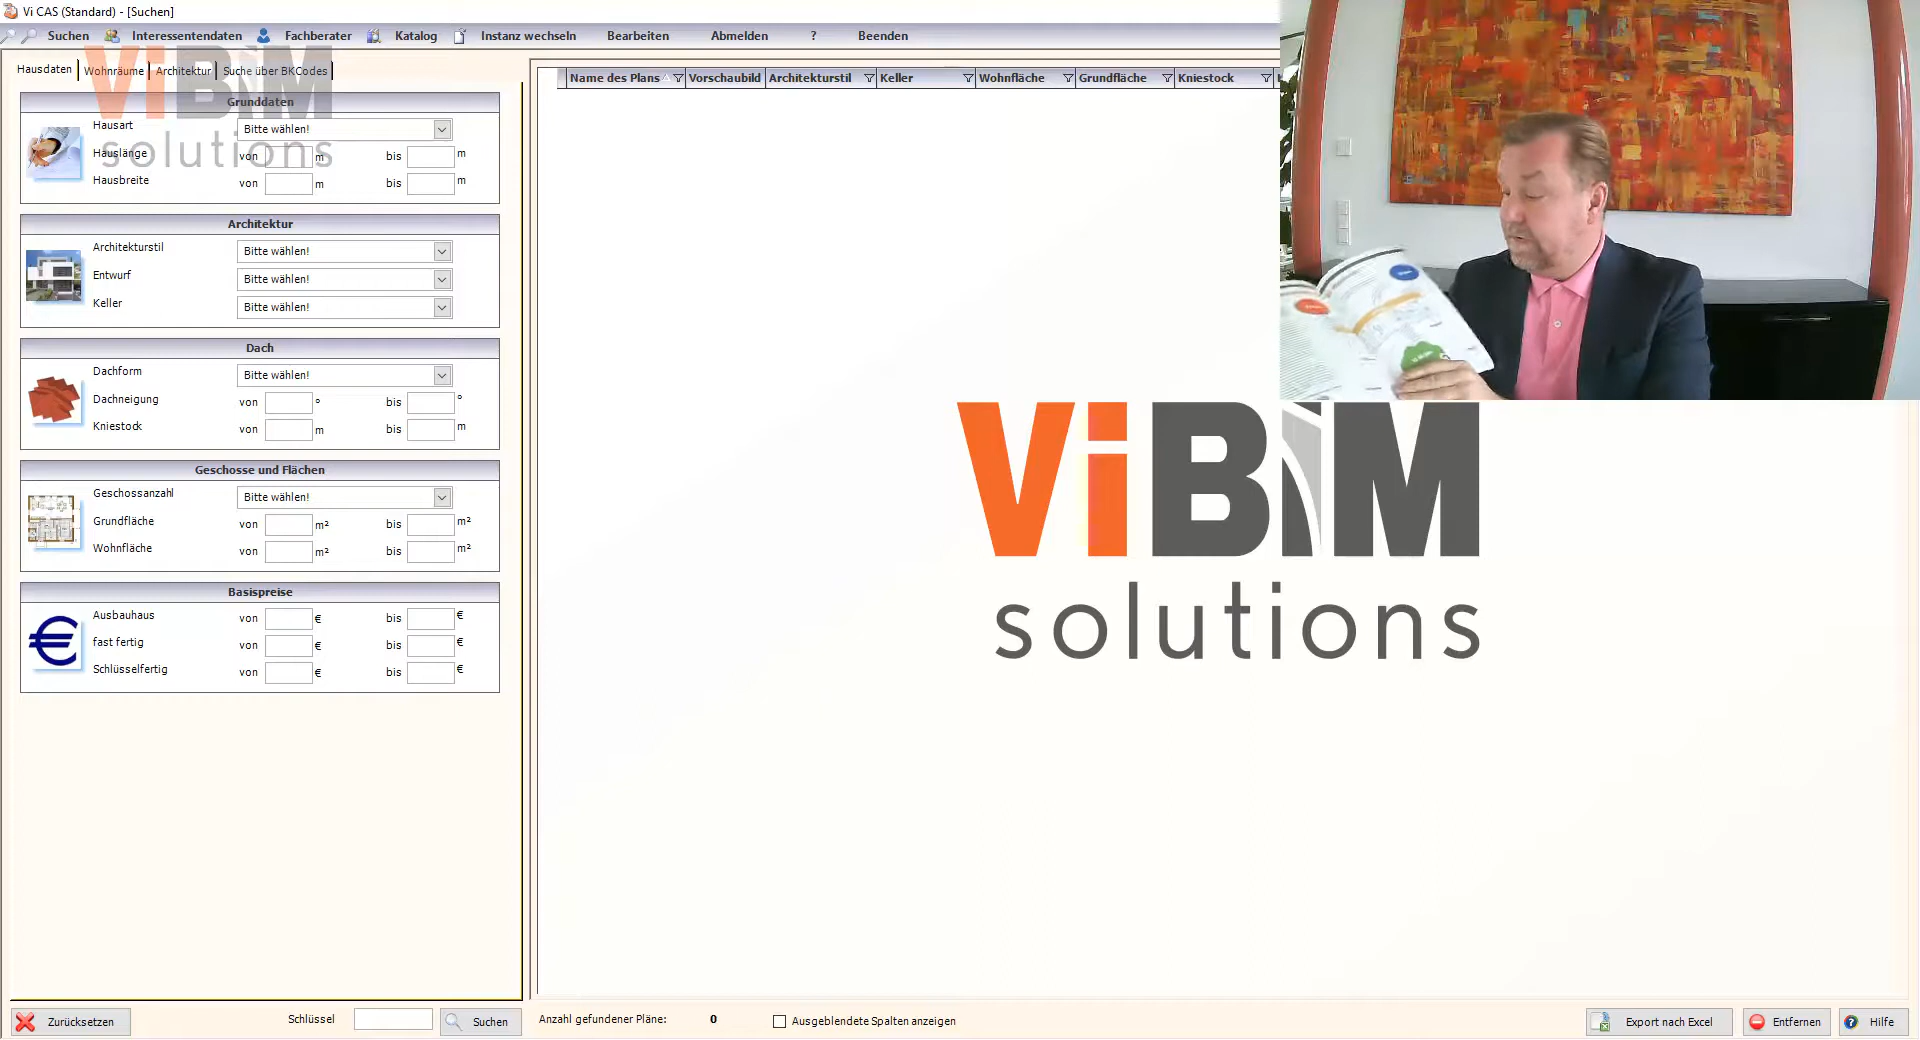 Vi CAS (Standard) - [Suchen]
Suchen Interessentendaten Fachberater Katalog Instanz wechseln Bearbeiten Abmelden ? Beenden
Hausdaten Wohnräume Architektur Suche über BKCodes
ViBiM
solutions
Grunddaten
Hausart Bitte wählen!
Hauslänge von m bis m
Hausbreite von m bis m
Architektur
Architekturstil Bitte wählen!
Entwurf Bitte wählen!
Keller Bitte wählen!
Dach
Dachform Bitte wählen!
Dachneigung von ° bis °
Kniestock von m bis m
Geschosse und Flächen
Geschossanzahl Bitte wählen!
Grundfläche von m² bis m²
Wohnfläche von m² bis m²
Basispreise
Ausbauhaus von € bis €
fast fertig von € bis €
Schlüsselfertig von € bis €
Name des Plans Vorschaubild Architekturstil Keller Wohnfläche Grundfläche Kniestock
ViBiM
solutions
Zurücksetzen Schlüssel Suchen Anzahl gefundener Pläne: 0 Ausgeblendete Spalten anzeigen Export nach Excel Entfernen Hilfe